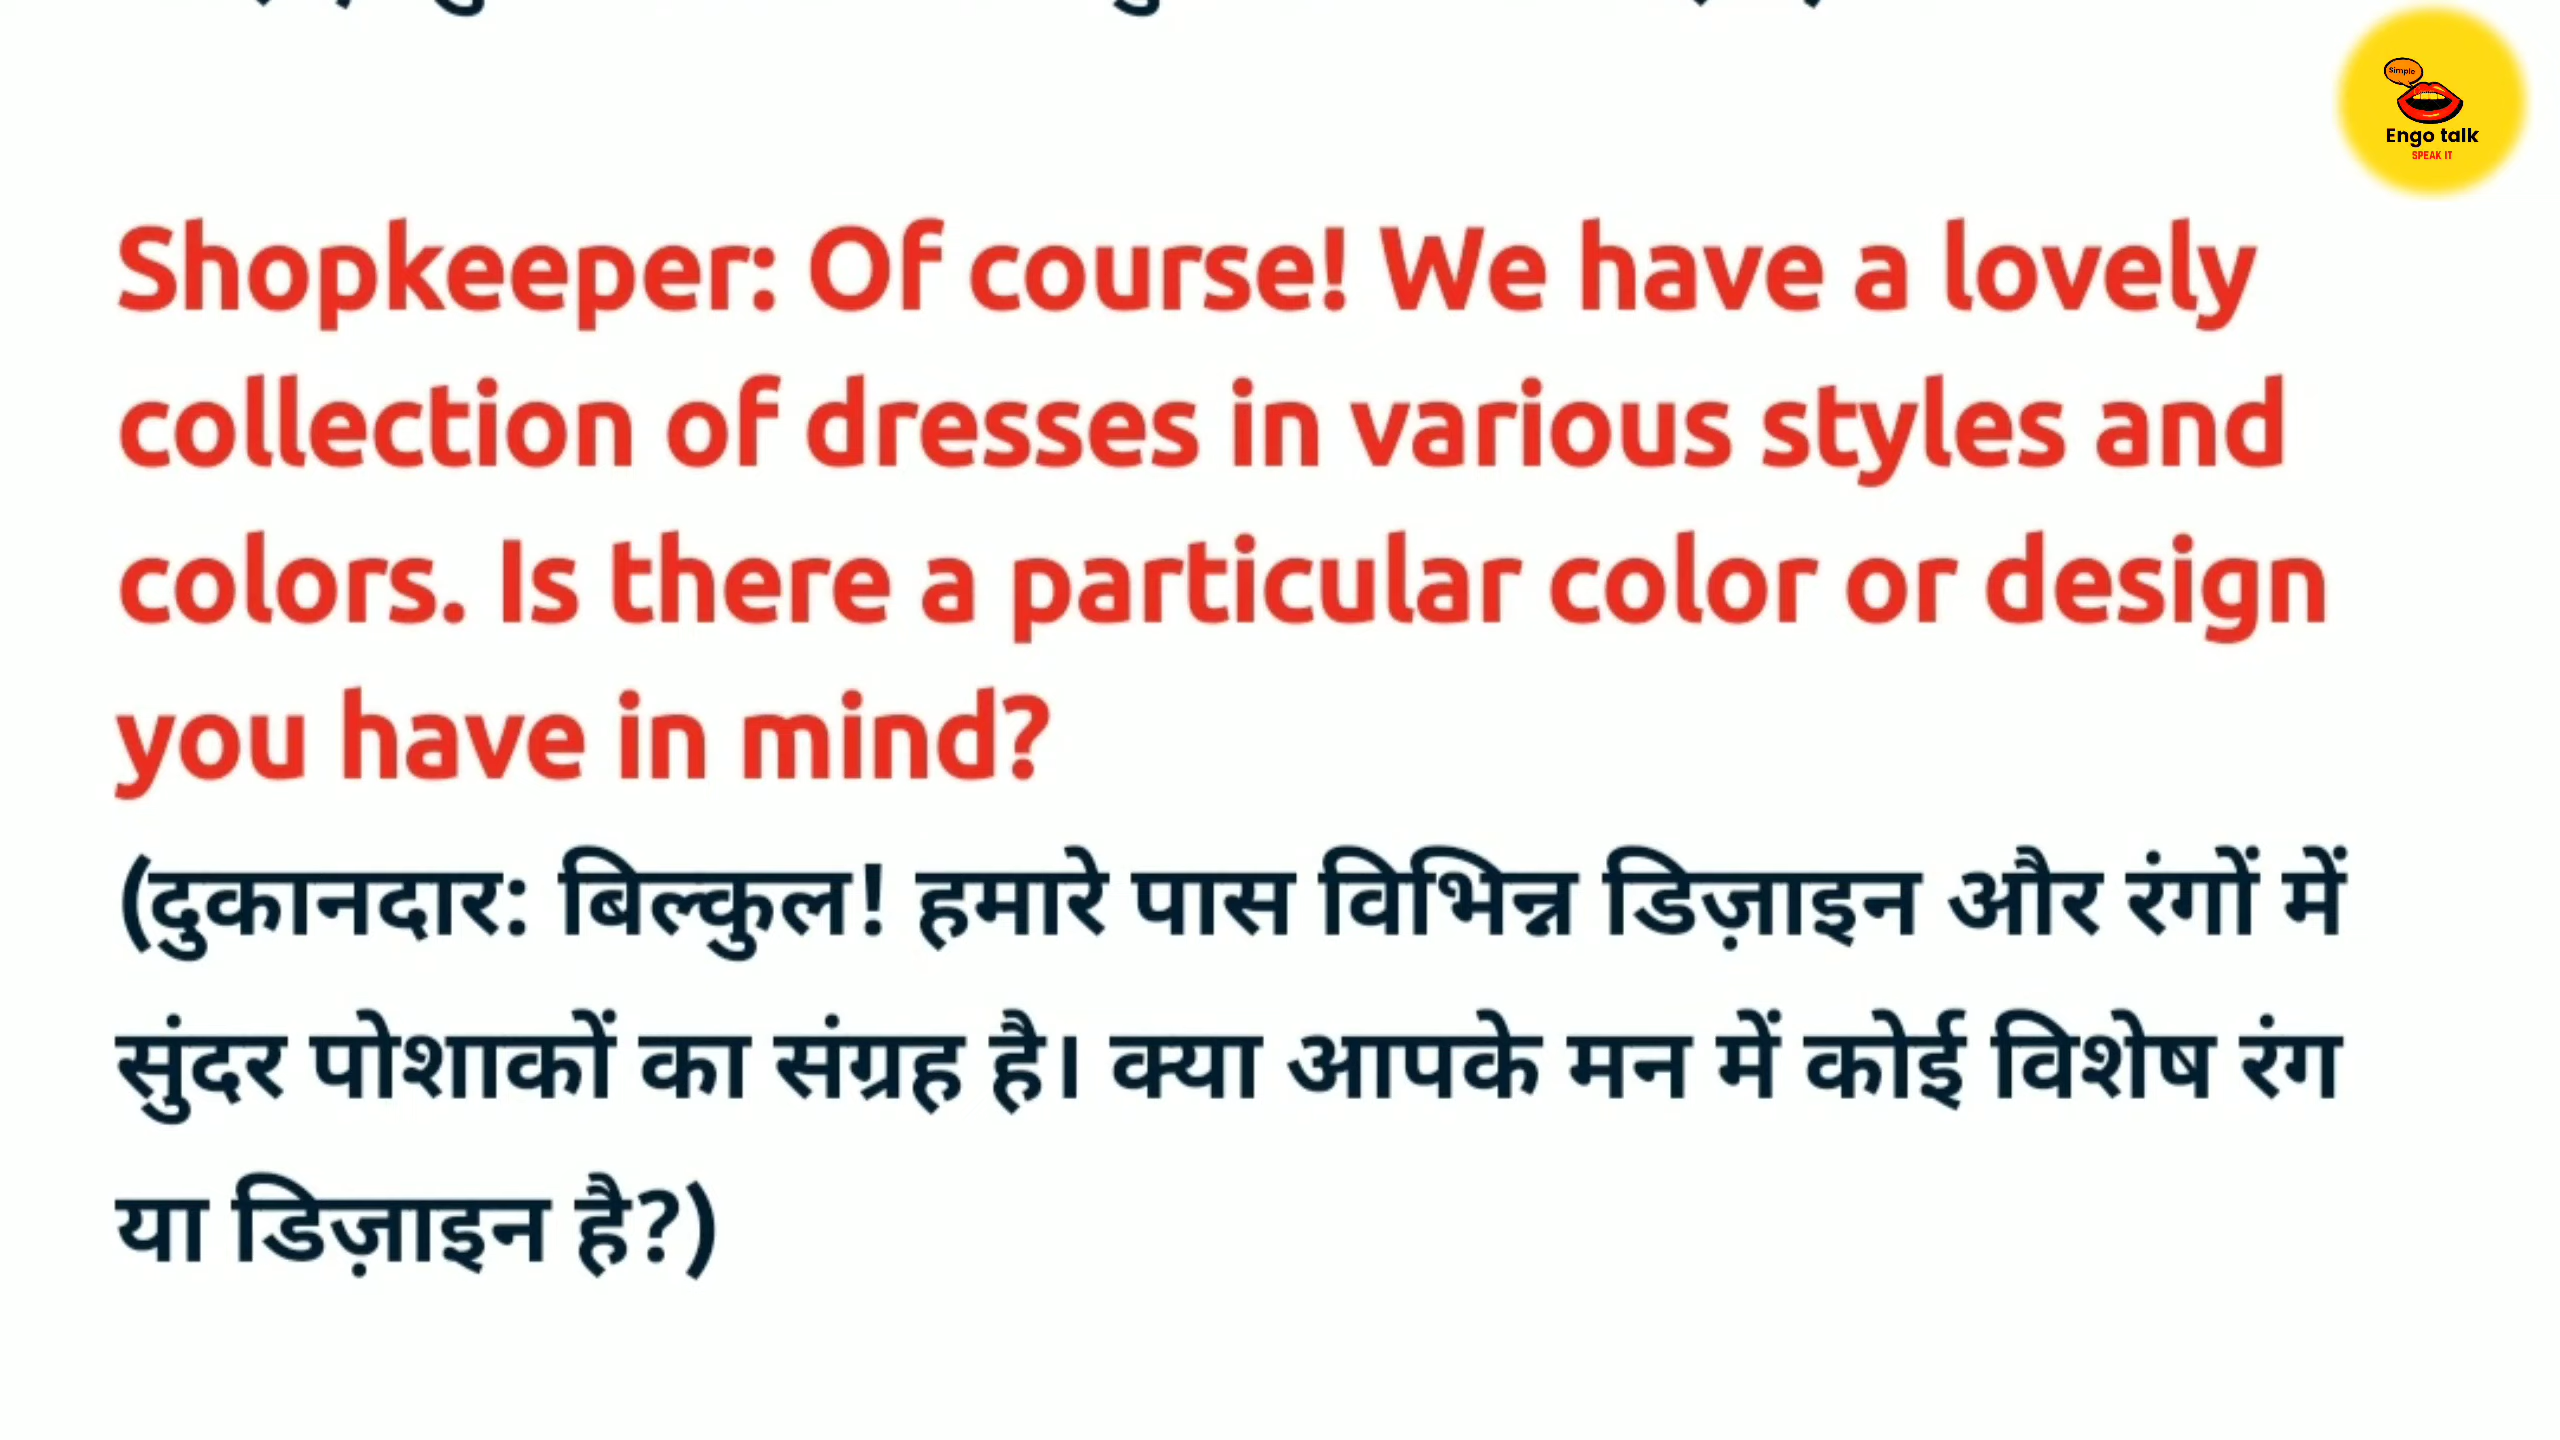 Simple
Engo talk
SPEAK IT
Shopkeeper: Of course! We have a lovely
collection of dresses in various styles and
colors. Is there a particular color or design
you have in mind?
(दुकानदार: बिल्कुल! हमारे पास विभिन्न डिज़ाइन और रंगों में
सुंदर पोशाकों का संग्रह है। क्या आपके मन में कोई विशेष रंग
या डिज़ाइन है?)